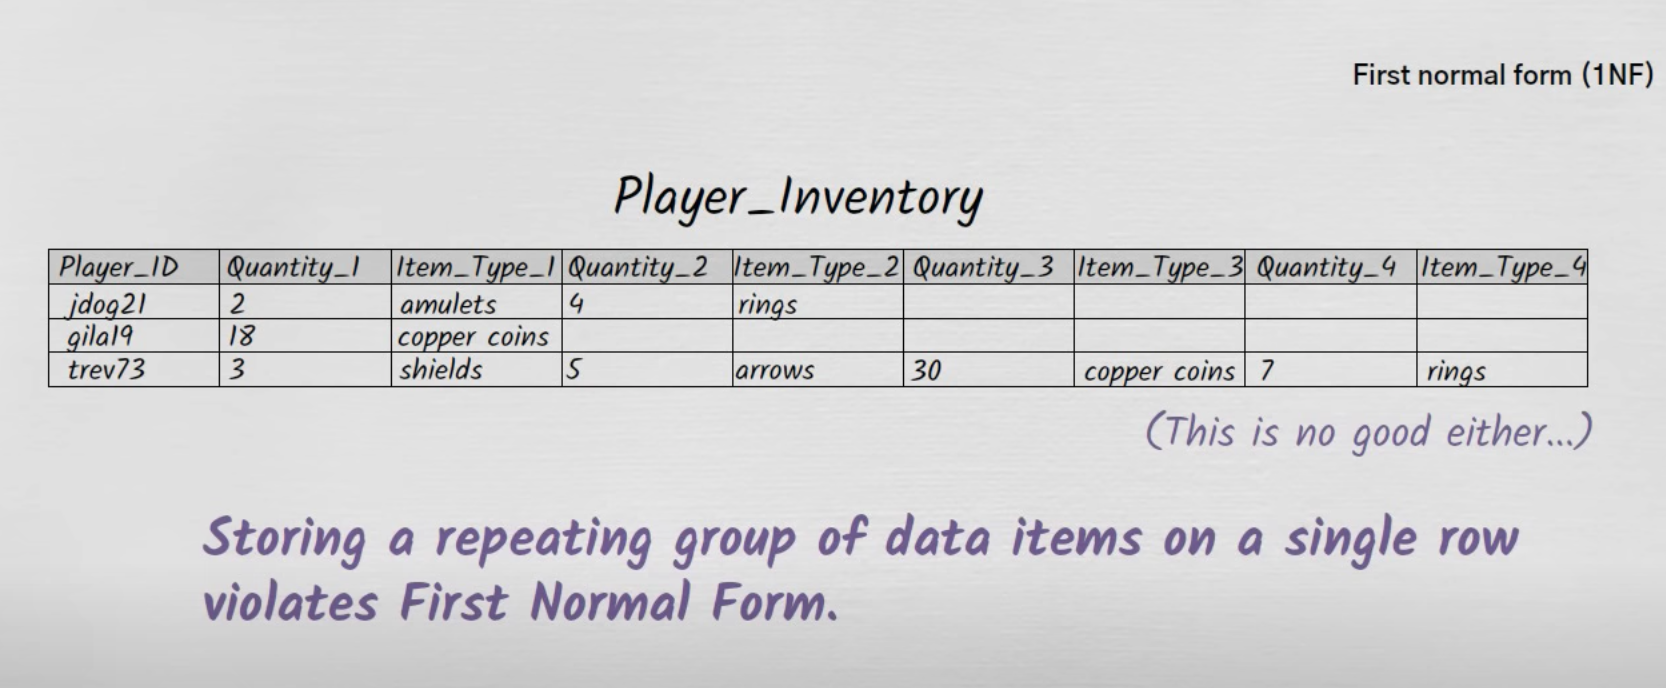 First normal form (1NF)
Player_Inventory
Player_ID Quantity_1 Item_Type_1 Quantity_2 Item_Type_2 Quantity_3 Item_Type_3 Quantity_4 Item_Type_4
jdog21 2 amulets 4 rings
gila19 18 copper coins
trev73 3 shields 5 arrows 30 copper coins 7 rings
(This is no good either...)
Storing a repeating group of data items on a single row
violates First Normal Form.